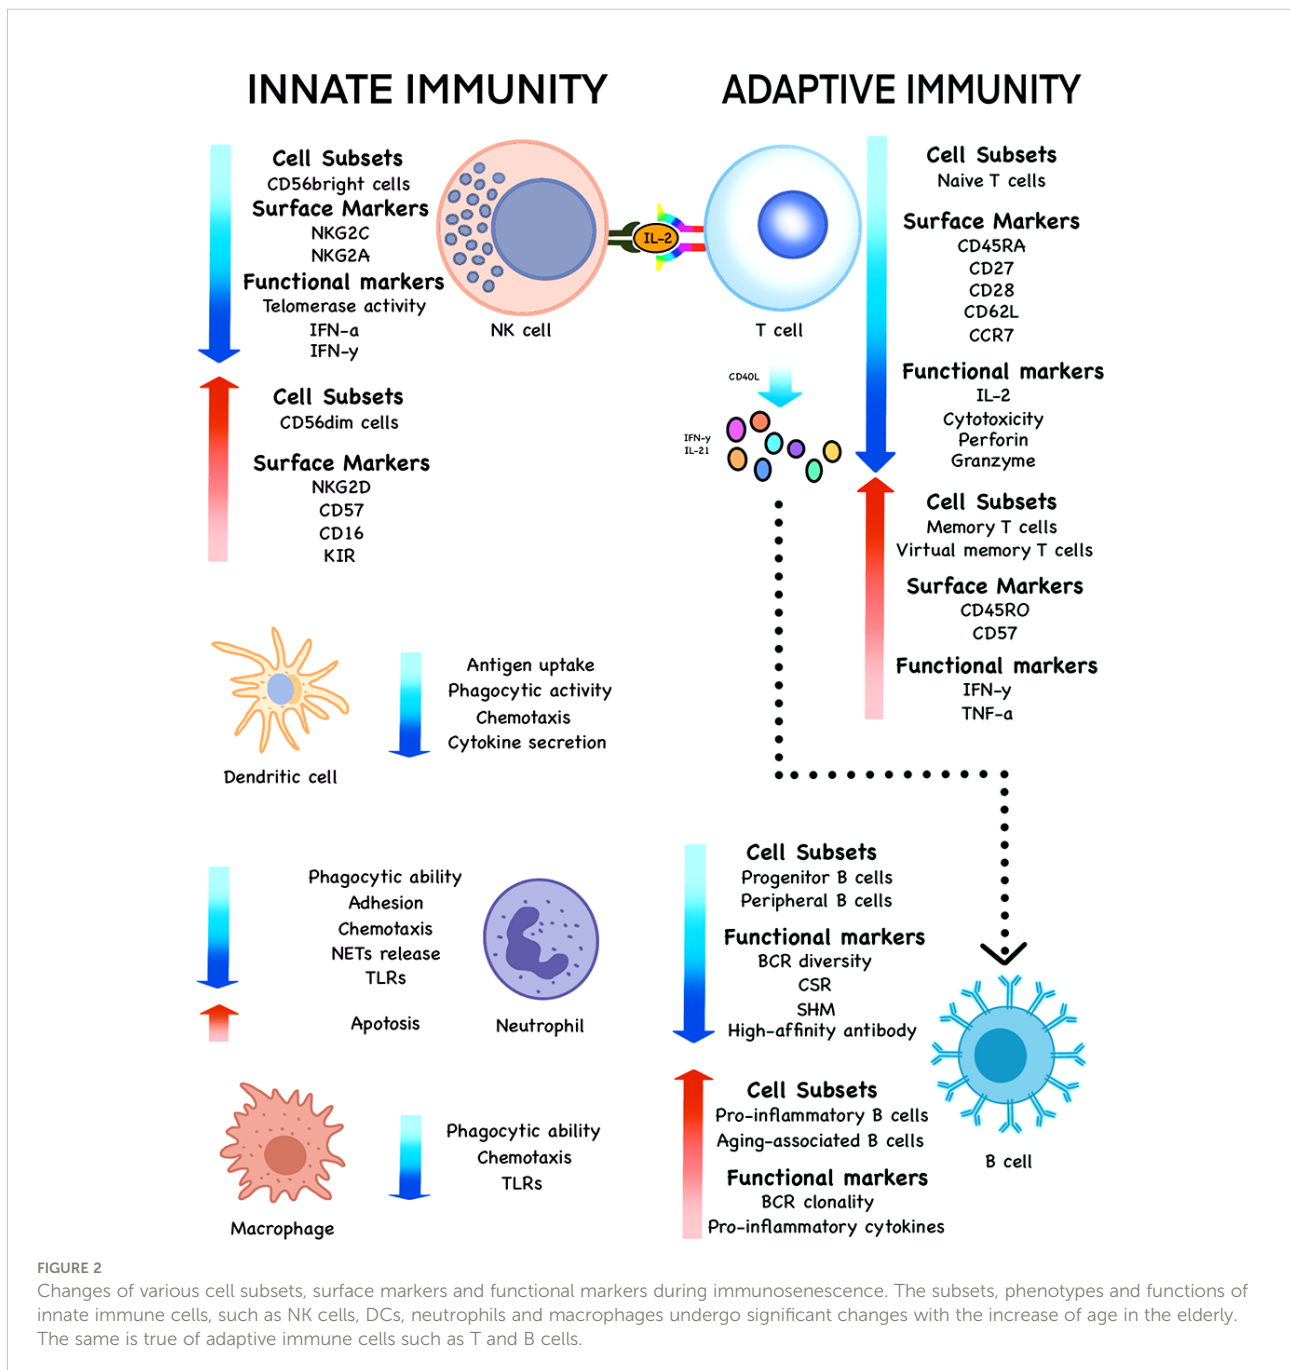 INNATE IMMUNITY
Cell Subsets
CD56bright cells
Surface Markers
NKG2C
NKG2A
Functional markers
Telomerase activity
IFN-a
IFN-y
Cell Subsets
CD56dim cells
Surface Markers
NKG2D
CD57
CD16
KIR
NK cell
IL-2
Dendritic cell
Antigen uptake
Phagocytic activity
Chemotaxis
Cytokine secretion
Phagocytic ability
Adhesion
Chemotaxis
NETs release
TLRs
Apotosis
Neutrophil
Macrophage
Phagocytic ability
Chemotaxis
TLRs
ADAPTIVE IMMUNITY
T cell
CD40L
IFN-y
IL-21
Cell Subsets
Naive T cells
Surface Markers
CD45RA
CD27
CD28
CD62L
CCR7
Functional markers
IL-2
Cytotoxicity
Perforin
Granzyme
Cell Subsets
Memory T cells
Virtual memory T cells
Surface Markers
CD45RO
CD57
Functional markers
IFN-y
TNF-a
Cell Subsets
Progenitor B cells
Peripheral B cells
Functional markers
BCR diversity
CSR
SHM
High-affinity antibody
Cell Subsets
Pro-inflammatory B cells
Aging-associated B cells
Functional markers
BCR clonality
Pro-inflammatory cytokines
B cell
FIGURE 2
Changes of various cell subsets, surface markers and functional markers during immunosenescence. The subsets, phenotypes and functions of
innate immune cells, such as NK cells, DCs, neutrophils and macrophages undergo significant changes with the increase of age in the elderly.
The same is true of adaptive immune cells such as T and B cells.